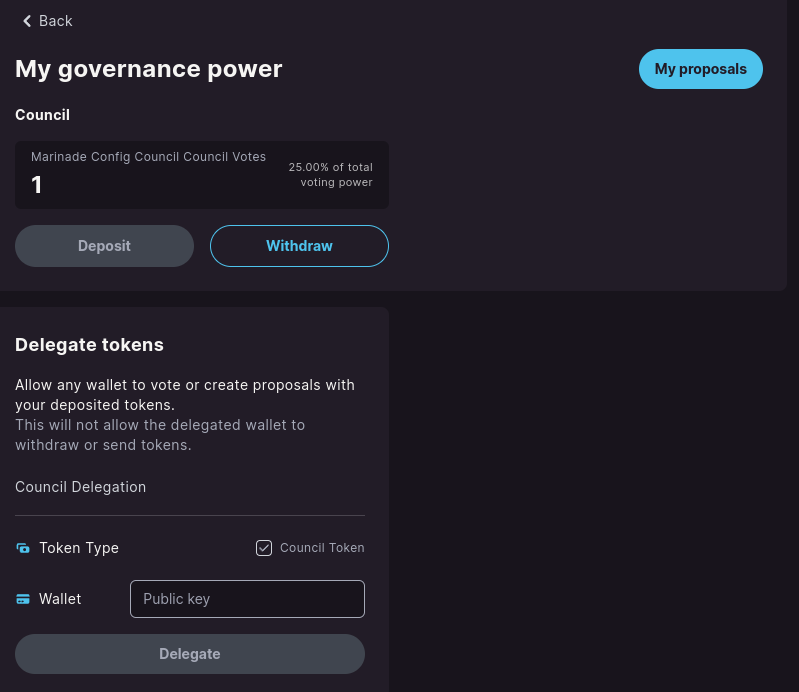 Back
My governance power
My proposals
Council
Marinade Config Council Council Votes
1
25.00% of total
voting power
Deposit
Withdraw
Delegate tokens
Allow any wallet to vote or create proposals with
your deposited tokens.
This will not allow the delegated wallet to
withdraw or send tokens.
Council Delegation
Token Type
Council Token
Wallet
Public key
Delegate